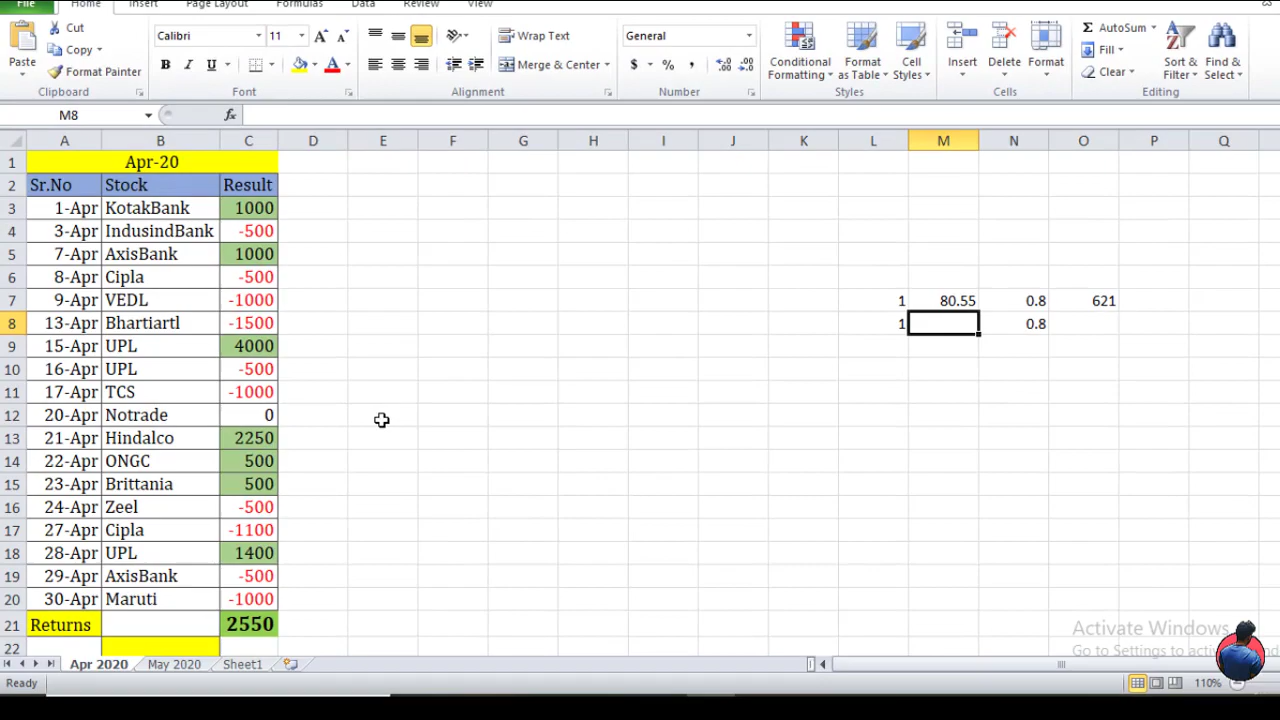 File Home Insert Page Layout Formulas Data Review View
Cut
Copy
Format Painter
Paste
Calibri 11
B I U
Wrap Text
Merge & Center
General
$ % ,
Conditional Formatting
Format as Table
Cell Styles
Insert Delete Format
AutoSum
Fill
Clear
Sort & Filter
Find & Select
Clipboard Font Alignment Number Styles Cells Editing
M8 fx
A B C D E F G H I J K L M N O P Q
1 Apr-20
2 Sr.No Stock Result
3 1-Apr KotakBank 1000
4 3-Apr IndusindBank -500
5 7-Apr AxisBank 1000
6 8-Apr Cipla -500
7 9-Apr VEDL -1000 1 80.55 0.8 621
8 13-Apr Bhartiartl -1500 1 0.8
9 15-Apr UPL 4000
10 16-Apr UPL -500
11 17-Apr TCS -1000
12 20-Apr Notrade 0
13 21-Apr Hindalco 2250
14 22-Apr ONGC 500
15 23-Apr Brittania 500
16 24-Apr Zeel -500
17 27-Apr Cipla -1100
18 28-Apr UPL 1400
19 29-Apr AxisBank -500
20 30-Apr Maruti -1000
21 Returns 2550
22
Activate Windows
Go to Settings to acti
Apr 2020 May 2020 Sheet1
Ready 110%